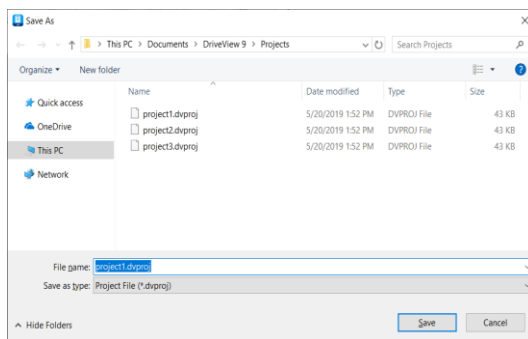 Save As
This PC > Documents > DriveView 9 > Projects
Search Projects
Organize
New folder
Name Date modified Type Size
Quick access
OneDrive
This PC
Network
project1.dvproj 5/20/2019 1:52 PM DVPROJ File 43 KB
project2.dvproj 5/20/2019 1:52 PM DVPROJ File 43 KB
project3.dvproj 5/20/2019 1:52 PM DVPROJ File 43 KB
File name: project1.dvproj
Save as type: Project File (*.dvproj)
Hide Folders
Save
Cancel